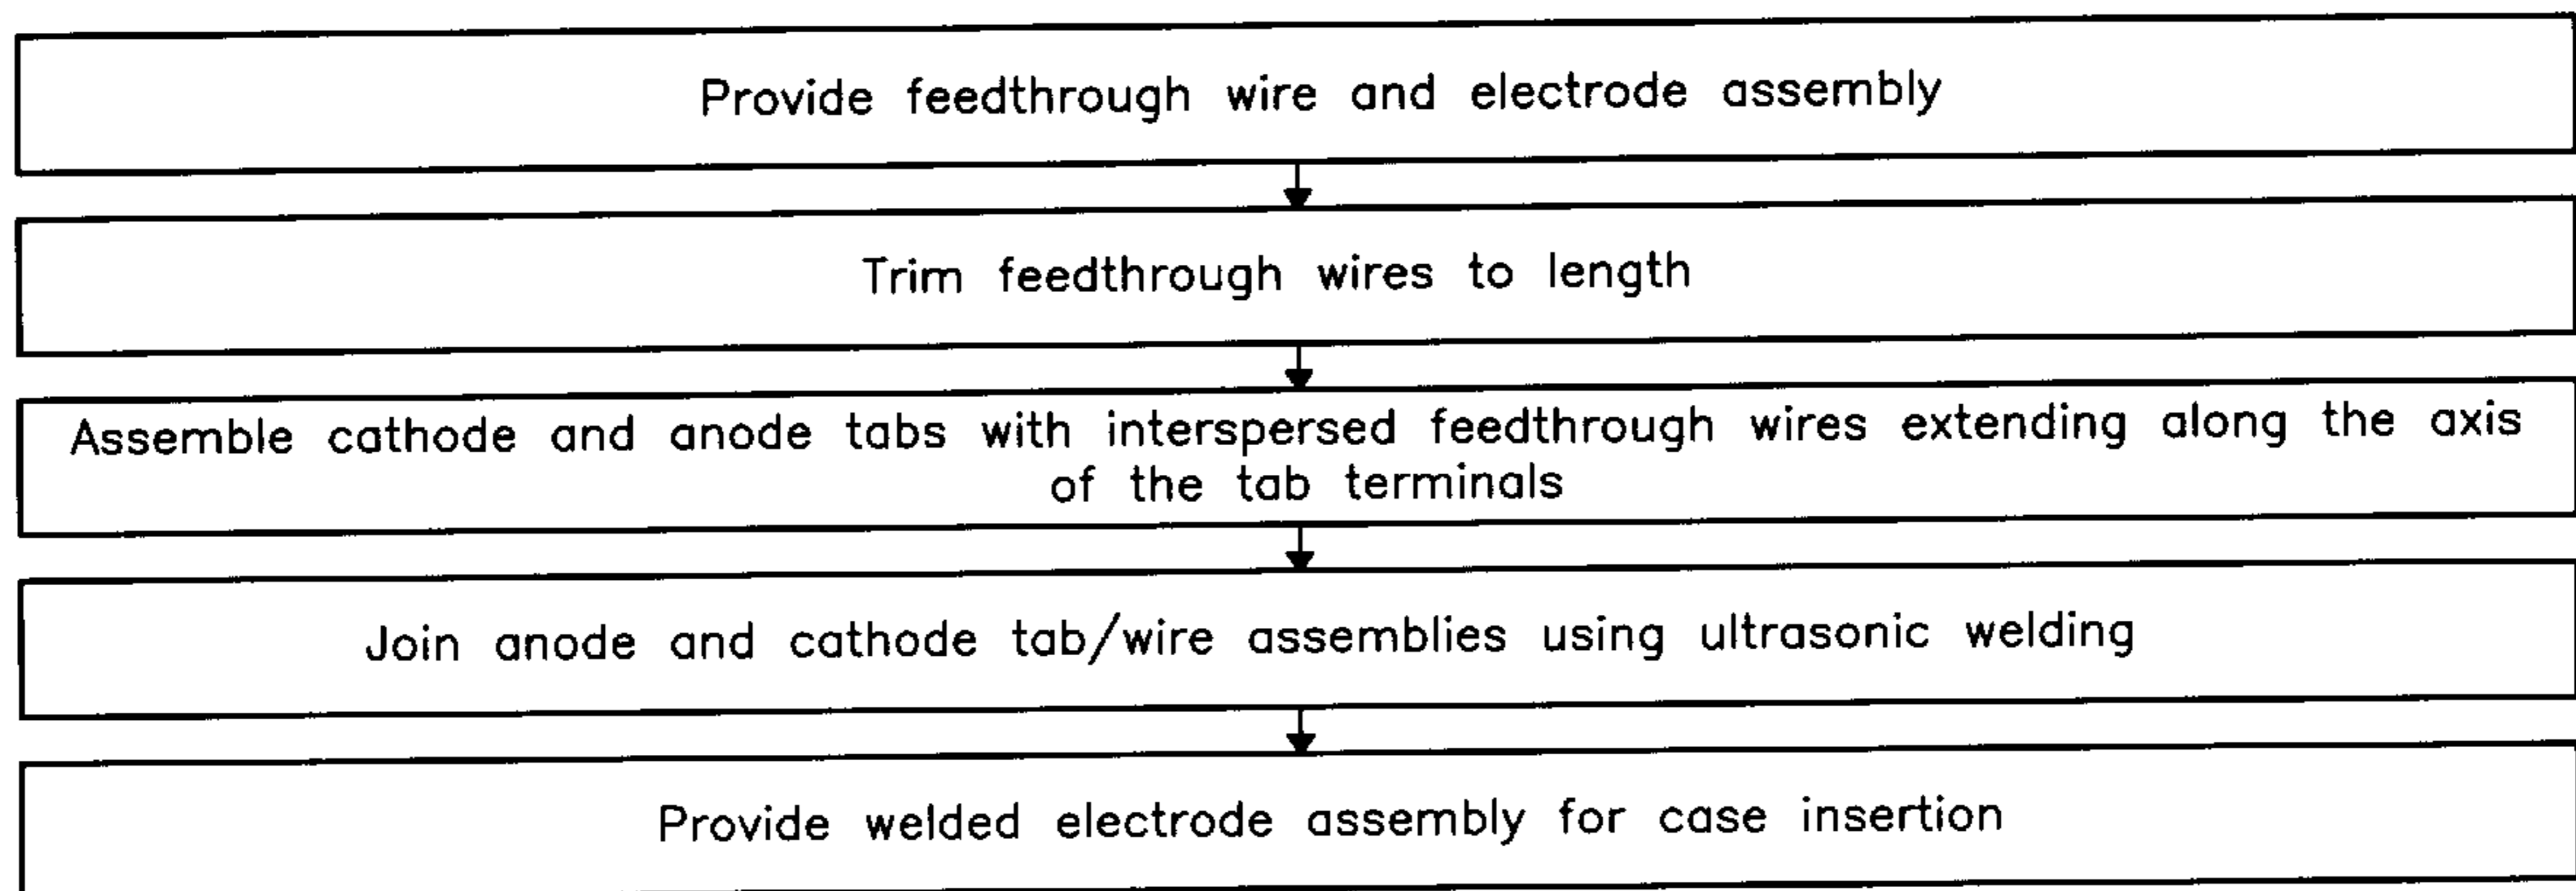 Provide feedthrough wire and electrode assembly
Trim feedthrough wires to length
Assemble cathode and anode tabs with interspersed feedthrough wires extending along the axis
of the tab terminals
Join anode and cathode tab/wire assemblies using ultrasonic welding
Provide welded electrode assembly for case insertion